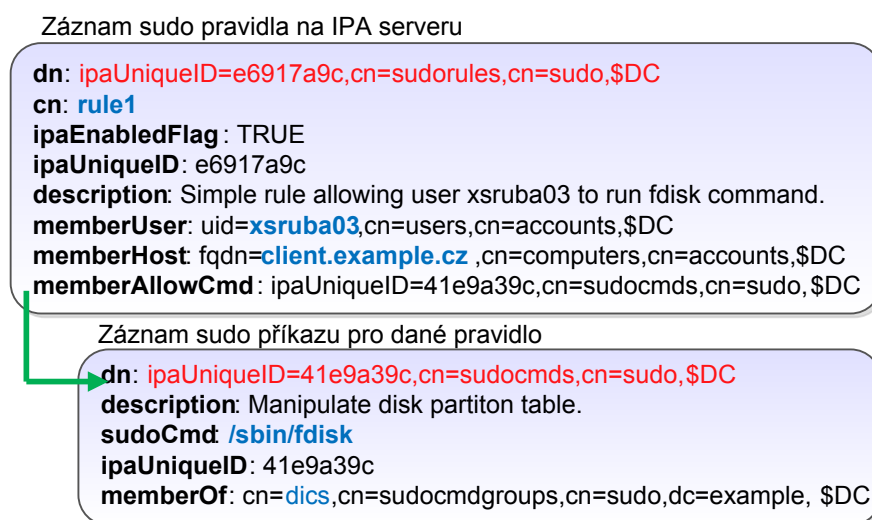 Záznam sudo pravidla na IPA serveru
dn: ipaUniqueID=e6917a9c,cn=sudorules,cn=sudo,$DC
cn: rule1
ipaEnabledFlag : TRUE
ipaUniqueID: e6917a9c
description: Simple rule allowing user xsruba03 to run fdisk command.
memberUser: uid=xsruba03,cn=users,cn=accounts,$DC
memberHost: fqdn=client.example.cz ,cn=computers,cn=accounts,$DC
memberAllowCmd : ipaUniqueID=41e9a39c,cn=sudocmds,cn=sudo,$DC
Záznam sudo příkazu pro dané pravidlo
dn: ipaUniqueID=41e9a39c,cn=sudocmds,cn=sudo,$DC
description: Manipulate disk partiton table.
sudoCmd: /sbin/fdisk
ipaUniqueID: 41e9a39c
memberOf: cn=dics,cn=sudocmdgroups,cn=sudo,dc=example, $DC